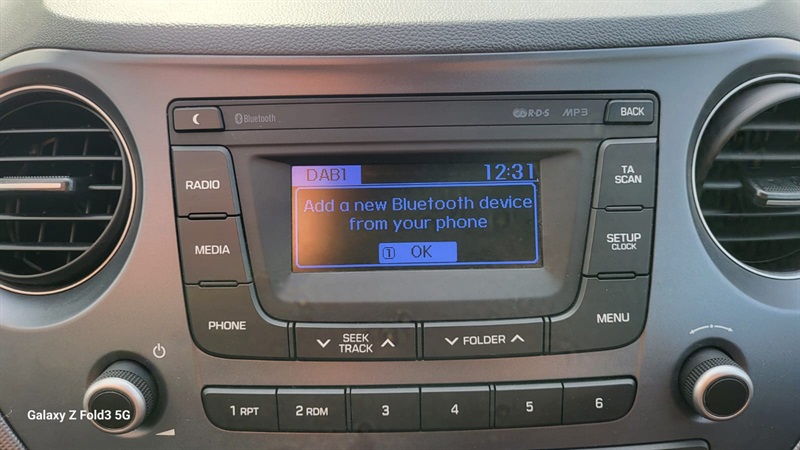 Bluetooth
R·D·S
MP3
BACK
RADIO
MEDIA
PHONE
DAB1
12:31
Add a new Bluetooth device
from your phone
1 OK
TA
SCAN
SETUP
CLOCK
MENU
SEEK
TRACK
FOLDER
1 RPT
2 RDM
3
4
5
6
Galaxy Z Fold3 5G